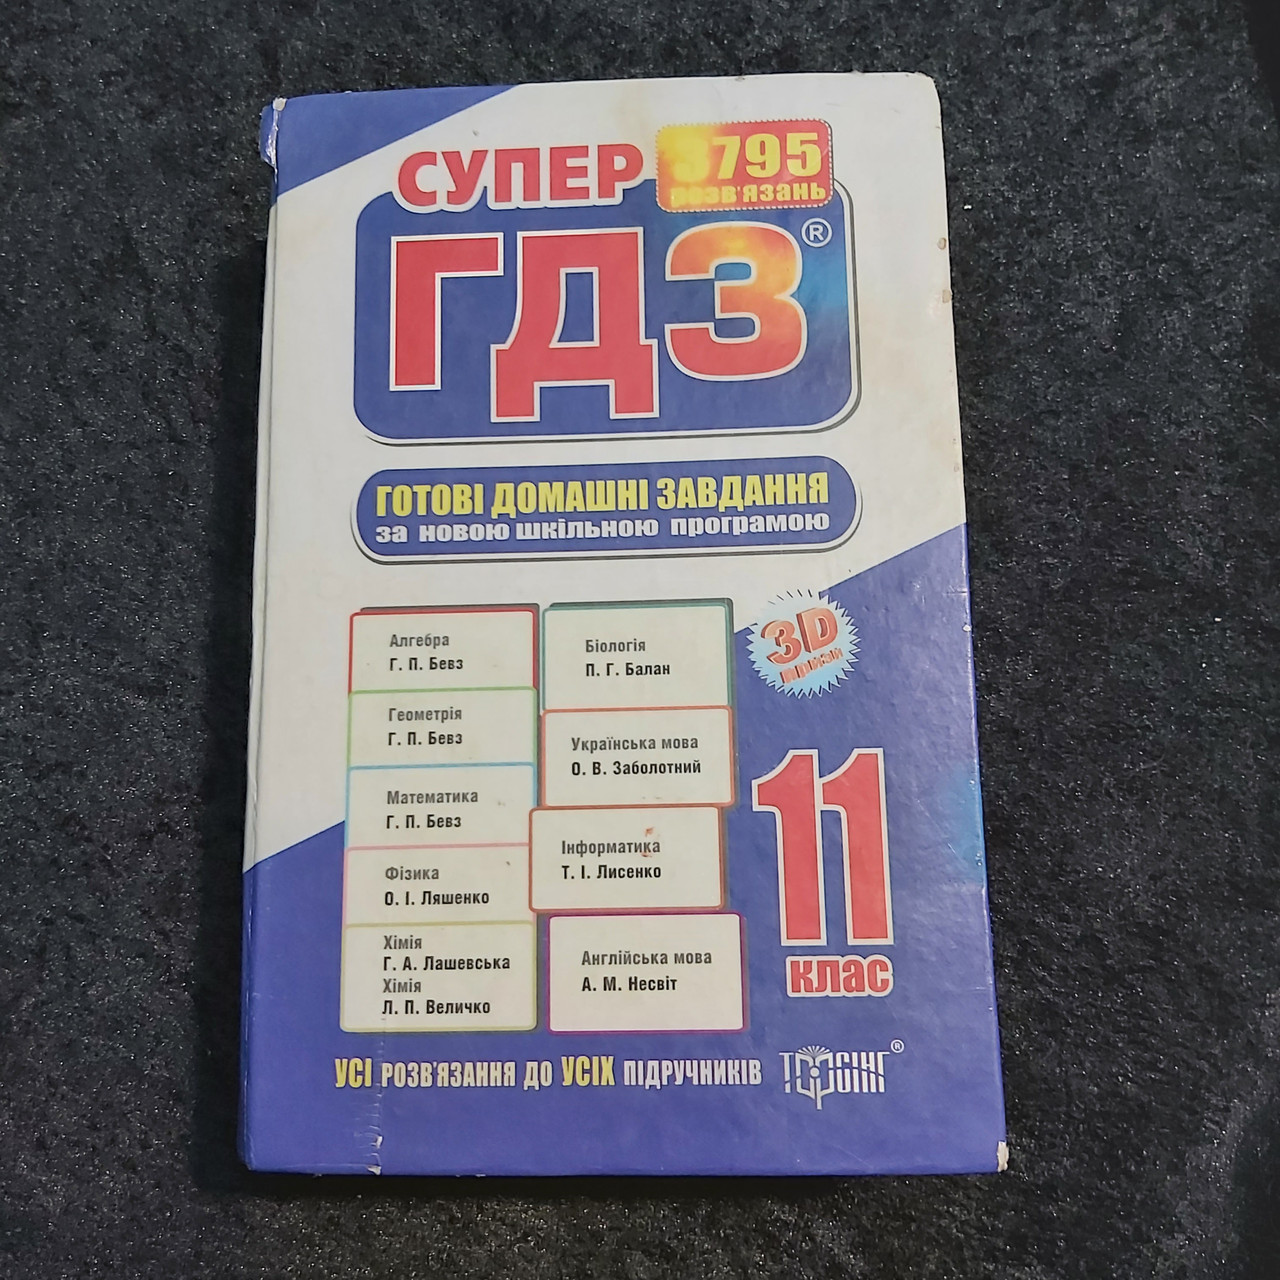 СУПЕР
3795
розв'язань
ГДЗ®
ГОТОВІ ДОМАШНІ ЗАВДАННЯ
за новою шкільною програмою
Алгебра
Г. П. Бевз
Геометрія
Г. П. Бевз
Математика
Г. П. Бевз
Фізика
О. І. Ляшенко
Хімія
Г. А. Лашевська
Хімія
Л. П. Величко
Біологія
П. Г. Балан
Українська мова
О. В. Заболотний
Інформатика
Т. І. Лисенко
Англійська мова
А. М. Несвіт
3D
призи
11
клас
УСІ РОЗВ'ЯЗАННЯ ДО УСІХ ПІДРУЧНИКІВ
ТОРСІНГ®